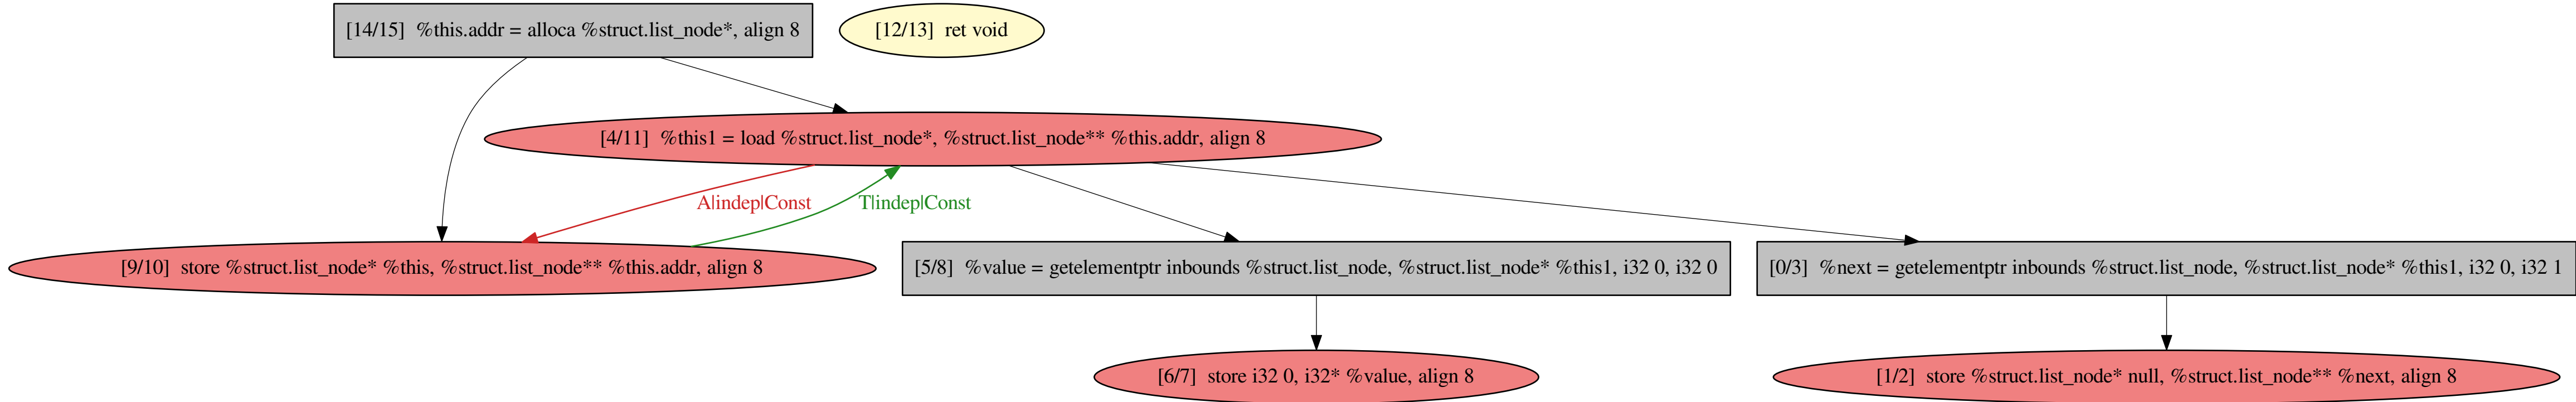 [14/15]  %this.addr = alloca %struct.list_node*, align 8
[12/13]  ret void
[4/11]  %this1 = load %struct.list_node*, %struct.list_node** %this.addr, align 8
A|indep|Const
T|indep|Const
[9/10]  store %struct.list_node* %this, %struct.list_node** %this.addr, align 8
[5/8]  %value = getelementptr inbounds %struct.list_node, %struct.list_node* %this1, i32 0, i32 0
[0/3]  %next = getelementptr inbounds %struct.list_node, %struct.list_node* %this1, i32 0, i32 1
[6/7]  store i32 0, i32* %value, align 8
[1/2]  store %struct.list_node* null, %struct.list_node** %next, align 8